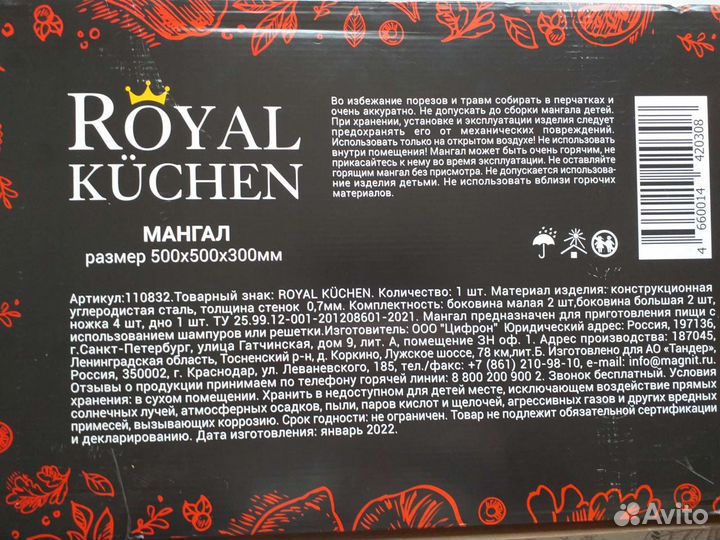 ROYAL
KÜCHEN
МАНГАЛ
размер 500х500х300мм
Во избежание порезов и травм собирать в перчатках и
очень аккуратно. Не допускать до сборки мангала детей.
При хранении, установке и эксплуатации изделия следует
предохранять его от механических повреждений.
Использовать только на открытом воздухе! Не использовать
внутри помещения! Мангал может быть очень горячим, не
прикасайтесь к нему во время эксплуатации. Не оставляйте
горящим мангал без присмотра. Не допускается использова-
ние изделия детьми. Не использовать вблизи горючих
материалов.
4 660014 420308
Артикул:110832.Товарный знак: ROYAL KÜCHEN. Количество: 1 шт. Материал изделия: конструкционная
углеродистая сталь, толщина стенок 0,7мм. Комплектность: боковина малая 2 шт,боковина большая 2 шт,
ножка 4 шт, дно 1 шт. ТУ 25.99.12-001-201208601-2021. Мангал предназначен для приготовления пищи с
использованием шампуров или решетки.Изготовитель: ООО "Цифрон" Юридический адрес: Россия, 197136,
г.Санкт-Петербург, улица Гатчинская, дом 9, лит. А, помещение 3Н оф. 1. Адрес производства: 187045,
Ленинградская область, Тосненский р-н, д. Коркино, Лужское шоссе, 78 км,лит.Б. Изготовлено для АО «Тандер».
Россия, 350002, г. Краснодар, ул. Леваневского, 185, тел./факс: +7 (861) 210-98-10, e-mail: info@magnit.ru.
Отзывы о продукции принимаем по телефону горячей линии: 8 800 200 900 2. Звонок бесплатный. Условия
хранения: в сухом помещении. Хранить в недоступном для детей месте, исключающем воздействие прямых
солнечных лучей, атмосферных осадков, пыли, паров кислот и щелочей, агрессивных газов и других вредных
примесей, вызывающих коррозию. Срок годности: не ограничен. Товар не подлежит обязательной сертификации
и декларированию. Дата изготовления: январь 2022.
Avito